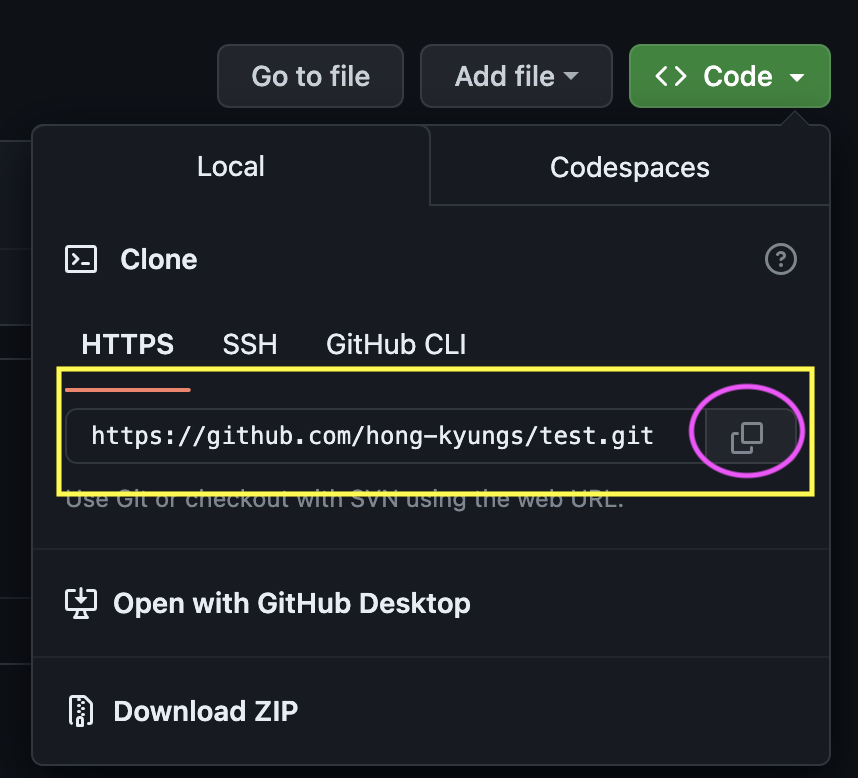 Go to file Add file Code
Local Codespaces
Clone
HTTPS SSH GitHub CLI
https://github.com/hong-kyungs/test.git
Use Git or checkout with SVN using the web URL.
Open with GitHub Desktop
Download ZIP